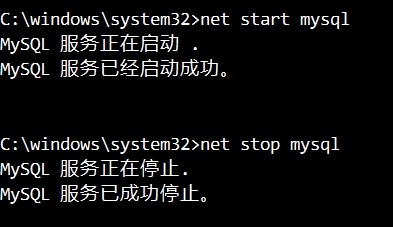 C:\windows\system32>net start mysql
MySQL 服务正在启动 .
MySQL 服务已经启动成功。
C:\windows\system32>net stop mysql
MySQL 服务正在停止.
MySQL 服务已成功停止。